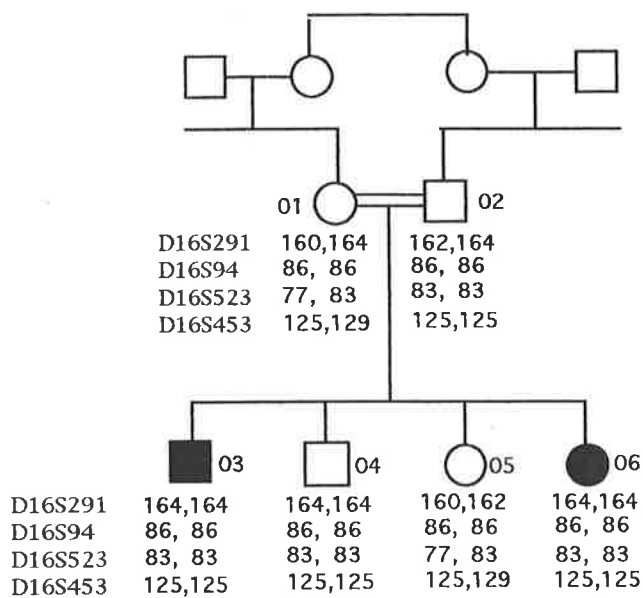 01 02
D16S291 160,164 162,164
D16S94 86, 86 86, 86
D16S523 77, 83 83, 83
D16S453 125,129 125,125
03 04 05 06
D16S291 164,164 164,164 160,162 164,164
D16S94 86, 86 86, 86 86, 86 86, 86
D16S523 83, 83 83, 83 77, 83 83, 83
D16S453 125,125 125,125 125,129 125,125